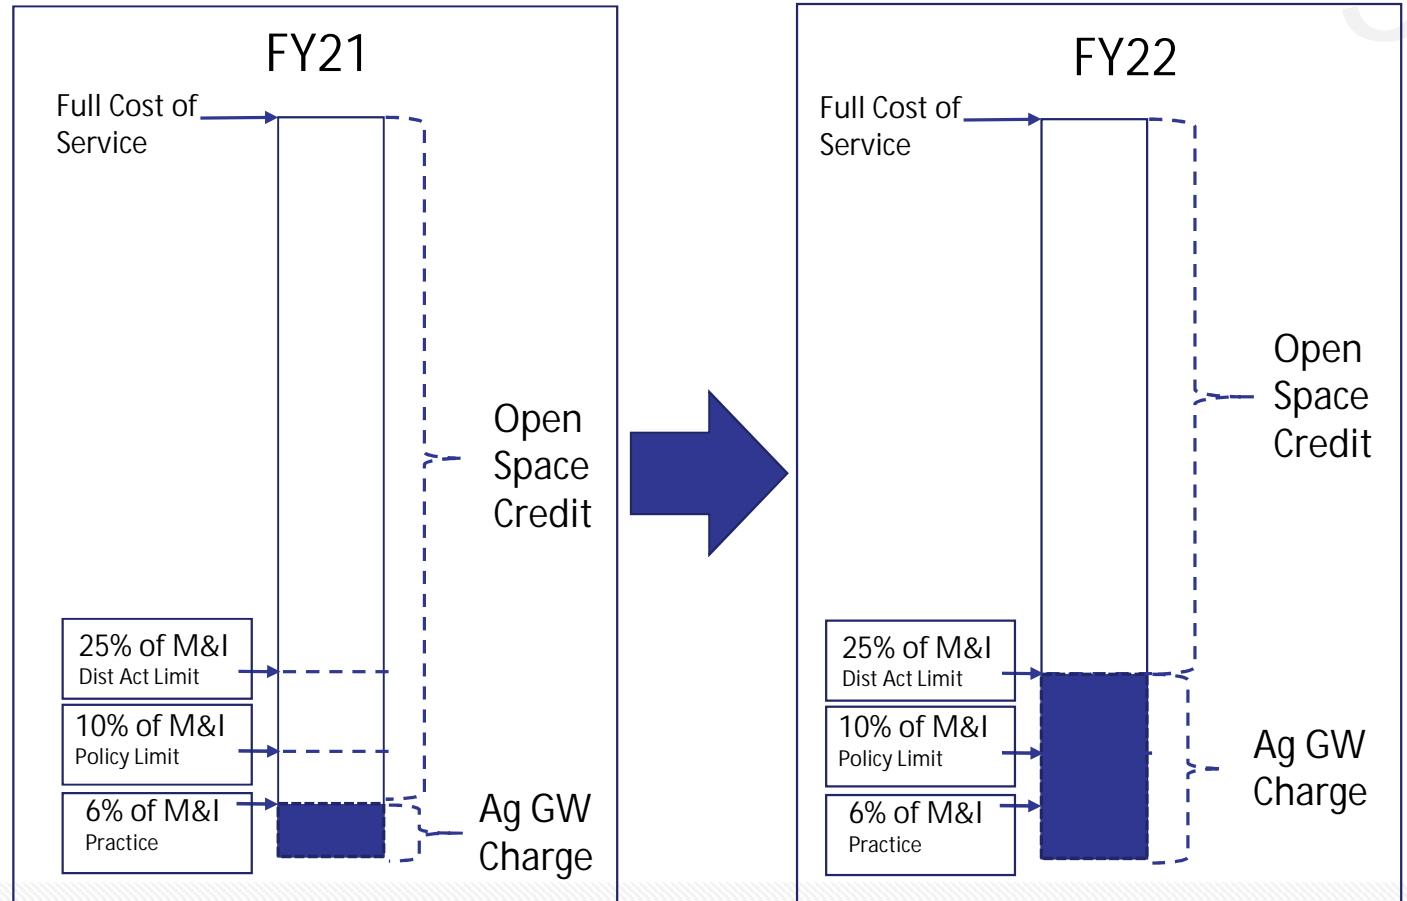 FY21
Full Cost of
Service
Open
Space
Credit
25% of M&I
Dist Act Limit
10% of M&I
Policy Limit
6% of M&I
Practice
Ag GW
Charge
FY22
Full Cost of
Service
Open
Space
Credit
25% of M&I
Dist Act Limit
10% of M&I
Policy Limit
6% of M&I
Practice
Ag GW
Charge